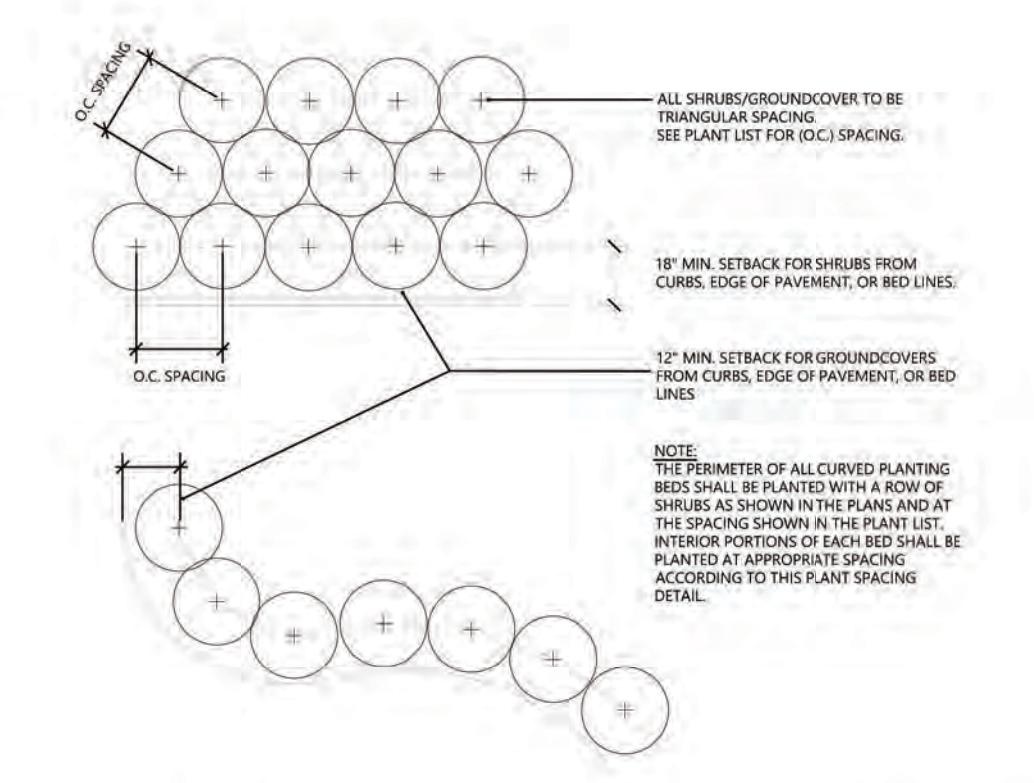 O.C. SPACING
ALL SHRUBS/GROUNDCOVER TO BE
TRIANGULAR SPACING.
SEE PLANT LIST FOR (O.C.) SPACING.
18" MIN. SETBACK FOR SHRUBS FROM
CURBS, EDGE OF PAVEMENT, OR BED LINES.
O.C. SPACING
12" MIN. SETBACK FOR GROUNDCOVERS
FROM CURBS, EDGE OF PAVEMENT, OR BED
LINES
NOTE:
THE PERIMETER OF ALL CURVED PLANTING
BEDS SHALL BE PLANTED WITH A ROW OF
SHRUBS AS SHOWN IN THE PLANS AND AT
THE SPACING SHOWN IN THE PLANT LIST.
INTERIOR PORTIONS OF EACH BED SHALL BE
PLANTED AT APPROPRIATE SPACING
ACCORDING TO THIS PLANT SPACING
DETAIL.